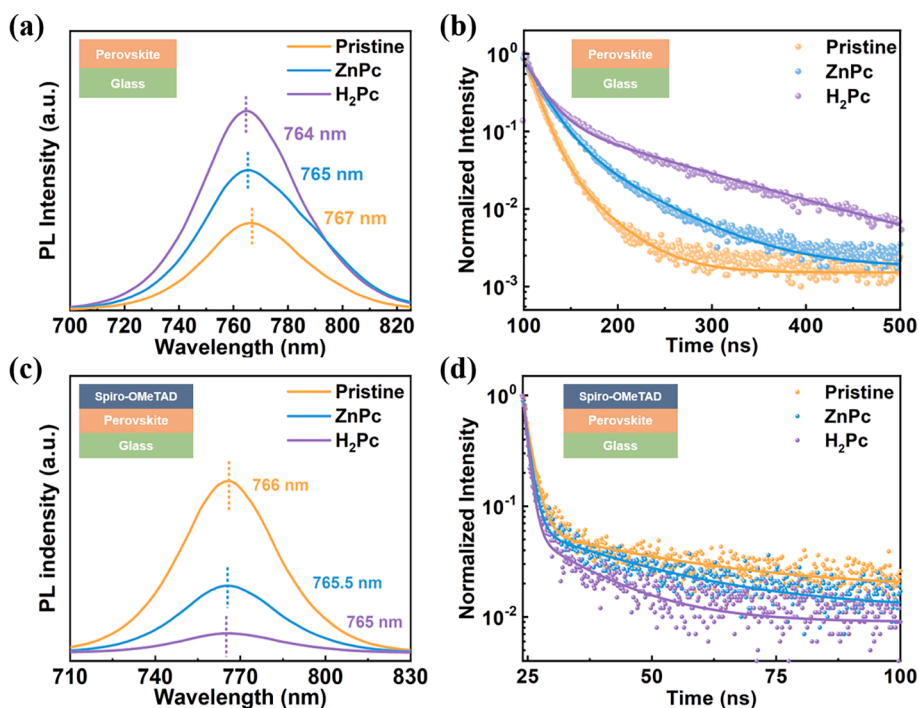 (a)
Perovskite
Glass
Pristine
ZnPc
H₂Pc
764 nm
765 nm
767 nm
PL Intensity (a.u.)
700 720 740 760 780 800 820
Wavelength (nm)
(b)
Perovskite
Glass
Pristine
ZnPc
H₂Pc
Normalized Intensity
10⁰
10⁻¹
10⁻²
10⁻³
100 200 300 400 500
Time (ns)
(c)
Spiro-OMeTAD
Perovskite
Glass
Pristine
ZnPc
H₂Pc
766 nm
765.5 nm
765 nm
PL indensity (a.u.)
710 740 770 800 830
Wavelength (nm)
(d)
Spiro-OMeTAD
Perovskite
Glass
Pristine
ZnPc
H₂Pc
Normalized Intensity
10⁰
10⁻¹
10⁻²
25 50 75 100
Time (ns)